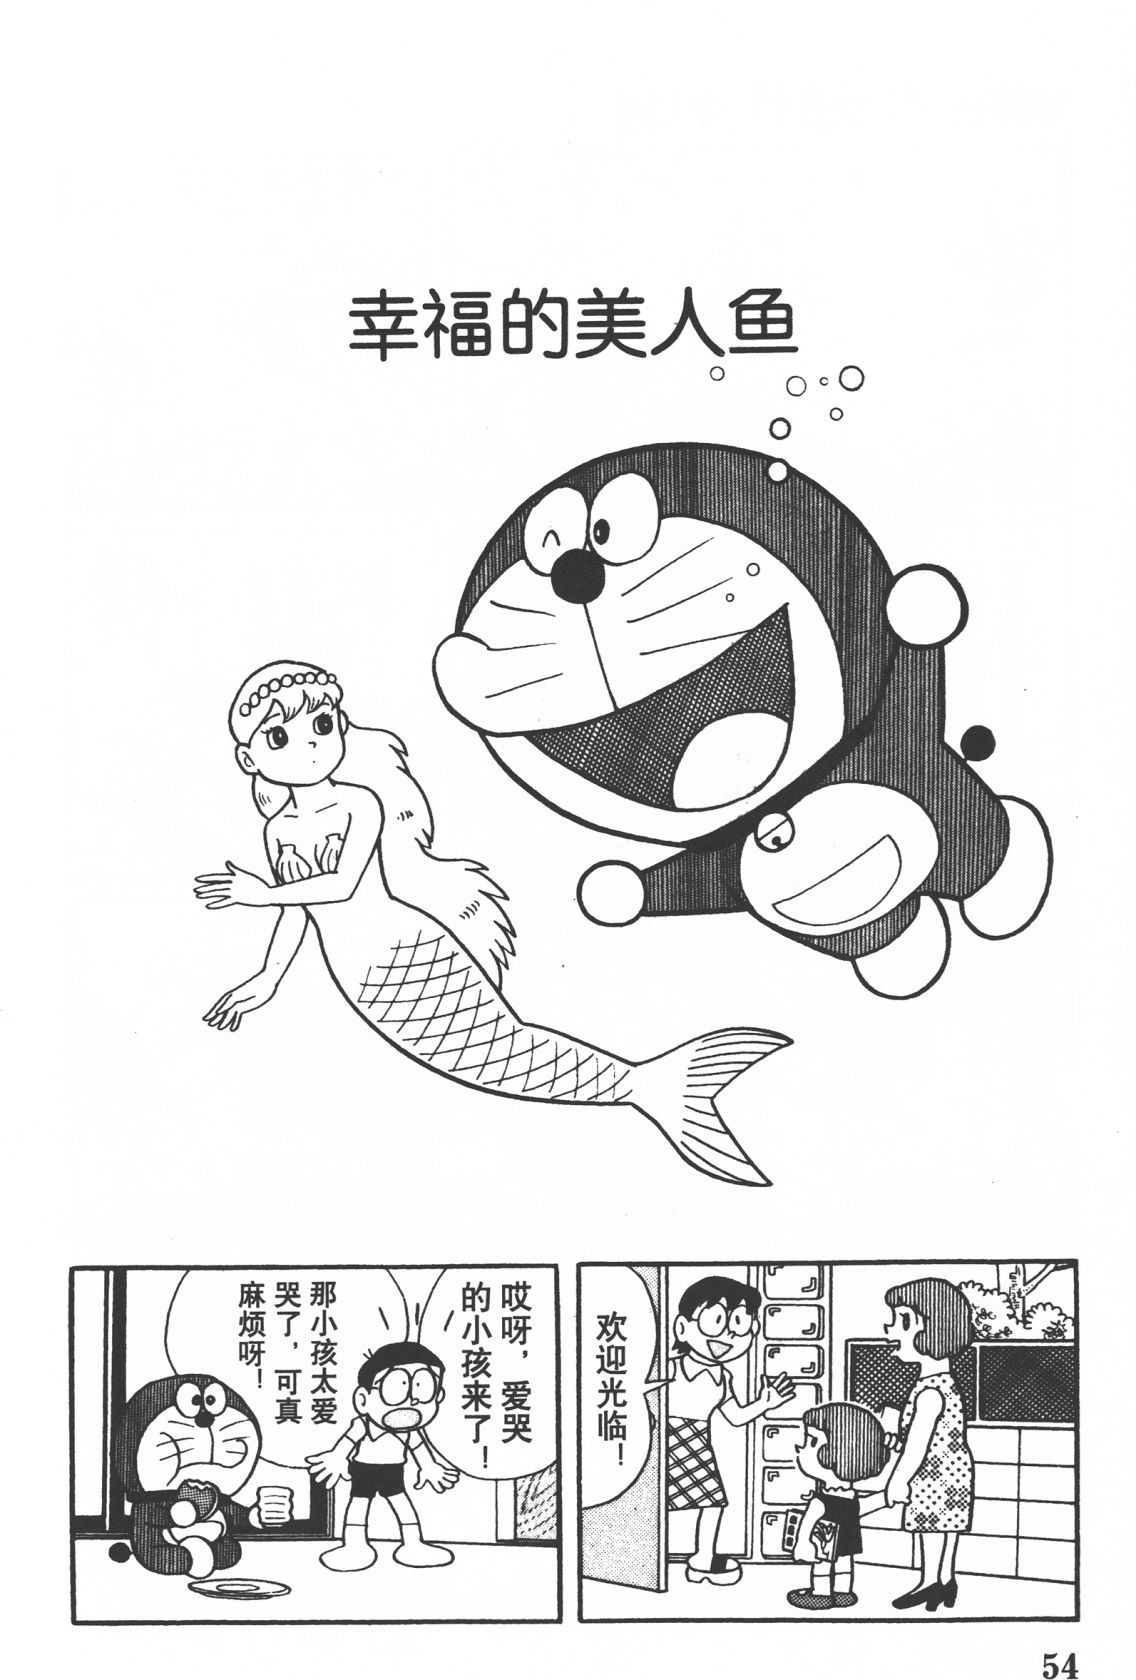 幸福的美人鱼
欢迎光临！
哎呀，爱哭
的小孩来了！
那小孩太爱
哭了，可真
麻烦呀！
54